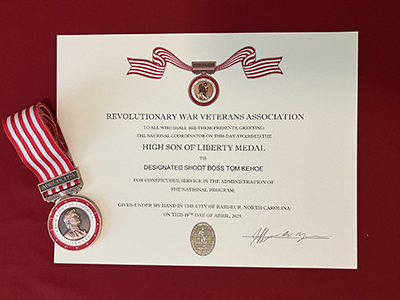 REVOLUTIONARY WAR VETERANS ASSOCIATION
TO ALL WHO SHALL SEE THESE PRESENTS, GREETING:
THE NATIONAL COORDINATOR ON THIS DAY AWARDED THE
HIGH SON OF LIBERTY MEDAL
TO
DESIGNATED SHOOT BOSS TOM KEHOE
FOR CONSPICUOUS SERVICE IN THE ADMINISTRATION OF
THE NATIONAL PROGRAM.
GIVEN UNDER MY HAND IN THE CITY OF RAMSEUR, NORTH CAROLINA
ON THIS 19TH DAY OF APRIL, 2025
APRIL 19, 1775